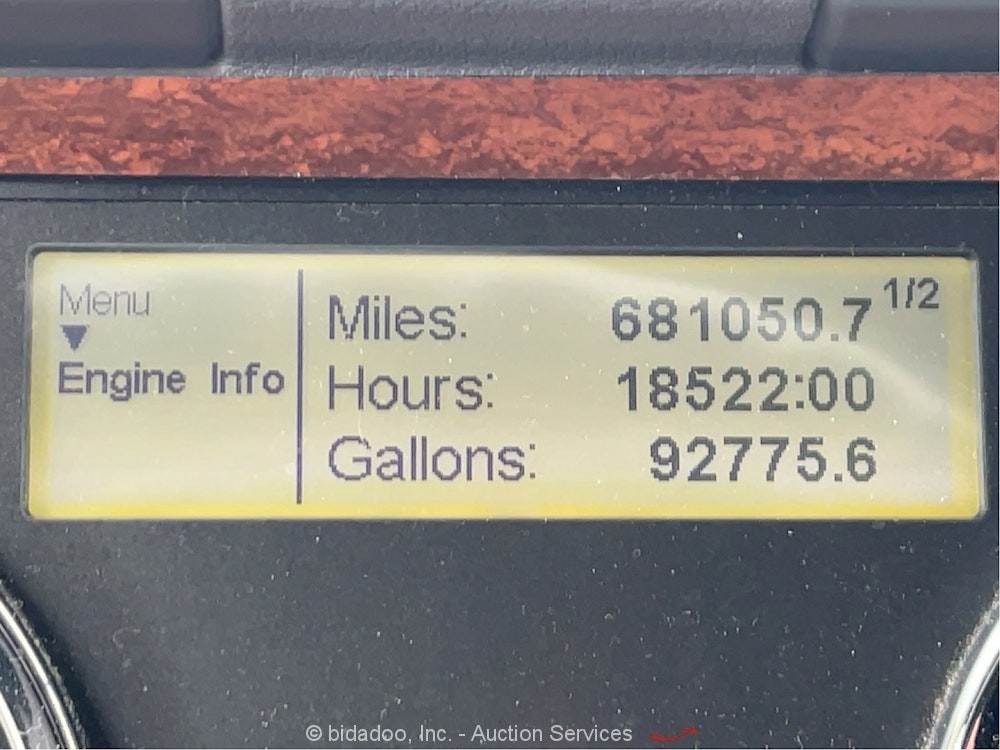 Menu
Engine Info
1/2
Miles: 681050.7
Hours: 18522:00
Gallons: 92775.6
© bidadoo, Inc. - Auction Services